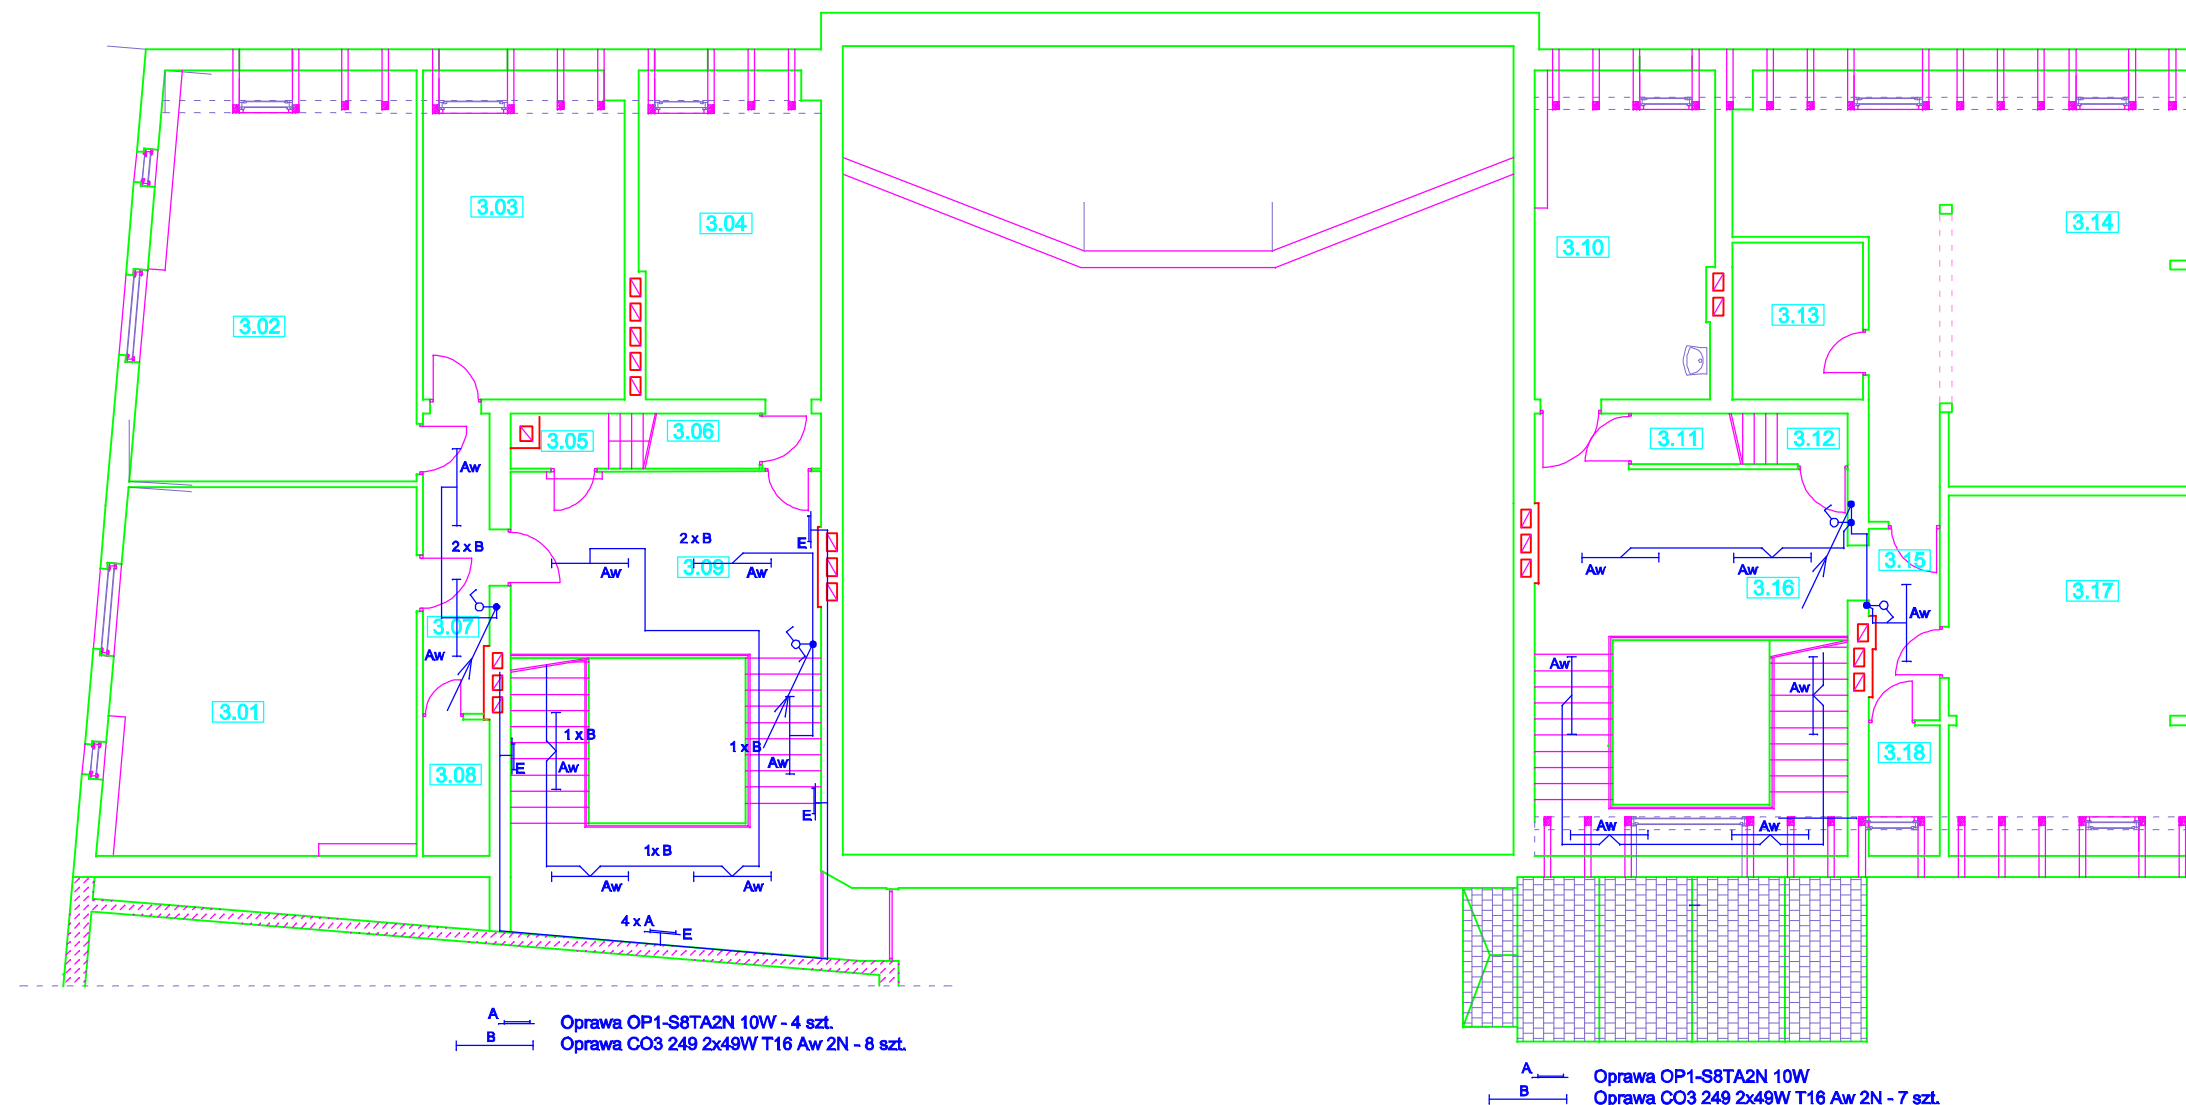 3.03
3.04
3.10
3.14
3.02
3.13
3.05
3.06
3.11
3.12
Aw
2 x B
2 x B
E
3.09
Aw
Aw
Aw
Aw
3.15
3.16
3.17
Aw
3.07
Aw
Aw
Aw
3.01
1 x B
1 x B
3.18
E
Aw
Aw
3.08
E
Aw
Aw
1x B
Aw
Aw
4 x A
E
A
Oprawa OP1-S8TA2N 10W - 4 szt.
B
Oprawa CO3 249 2x49W T16 Aw 2N - 8 szt.
A
Oprawa OP1-S8TA2N 10W
B
Oprawa CO3 249 2x49W T16 Aw 2N - 7 szt.